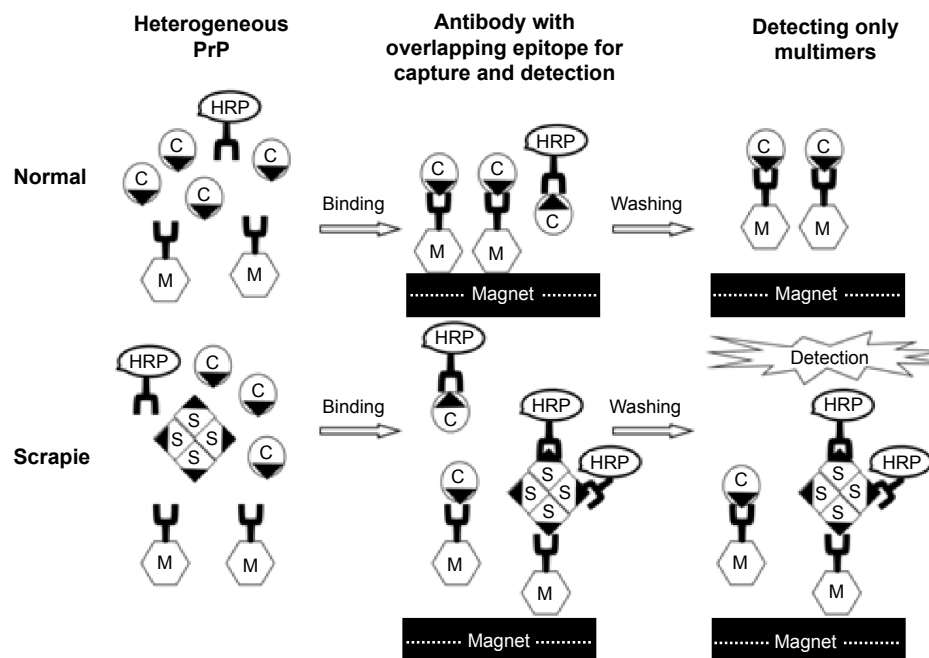 Heterogeneous
PrP
Antibody with
overlapping epitope for
capture and detection
Detecting only
multimers
Normal
HRP
C
C
C
C
M
M
Binding
C
C
HRP
C
M
M
Magnet
Washing
C
C
M
M
Magnet
Scrapie
HRP
C
C
C
S
S
S
S
M
M
Binding
HRP
C
C
M
HRP
HRP
S
S
S
S
M
Magnet
Washing
Detection
C
M
HRP
HRP
S
S
S
S
M
Magnet